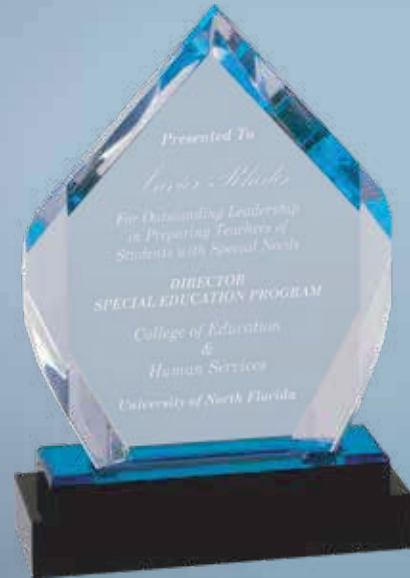 Presented To
For Outstanding Leadership
in Preparing Teachers of
Students with Special Needs
DIRECTOR
SPECIAL EDUCATION PROGRAM
College of Education
&
Human Services
University of North Florida